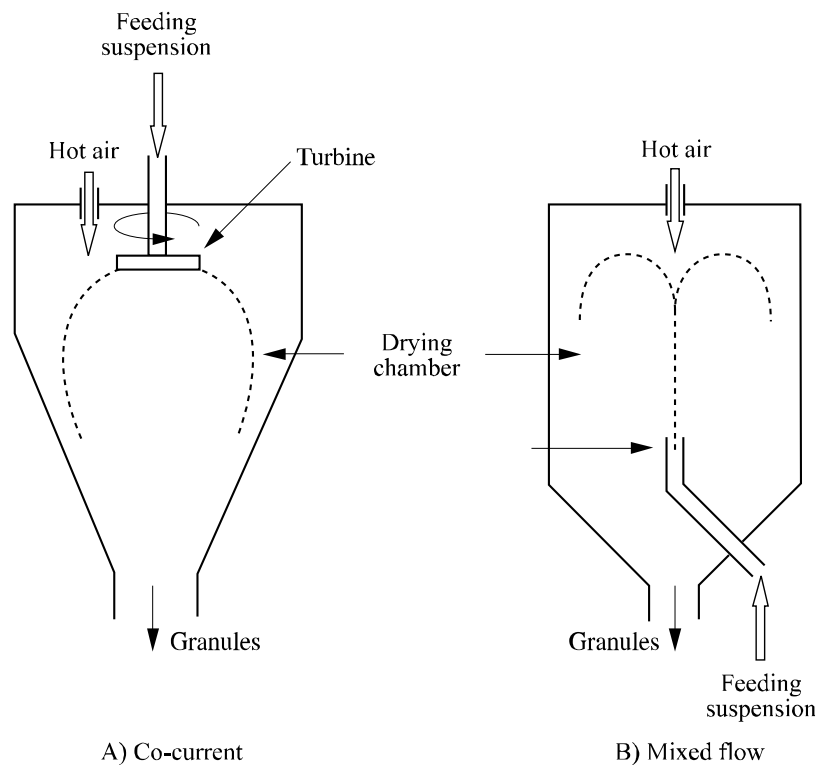 Feeding
suspension
Hot air
Turbine
Hot air
Drying
chamber
Granules
Granules
Feeding
suspension
A) Co-current
B) Mixed flow